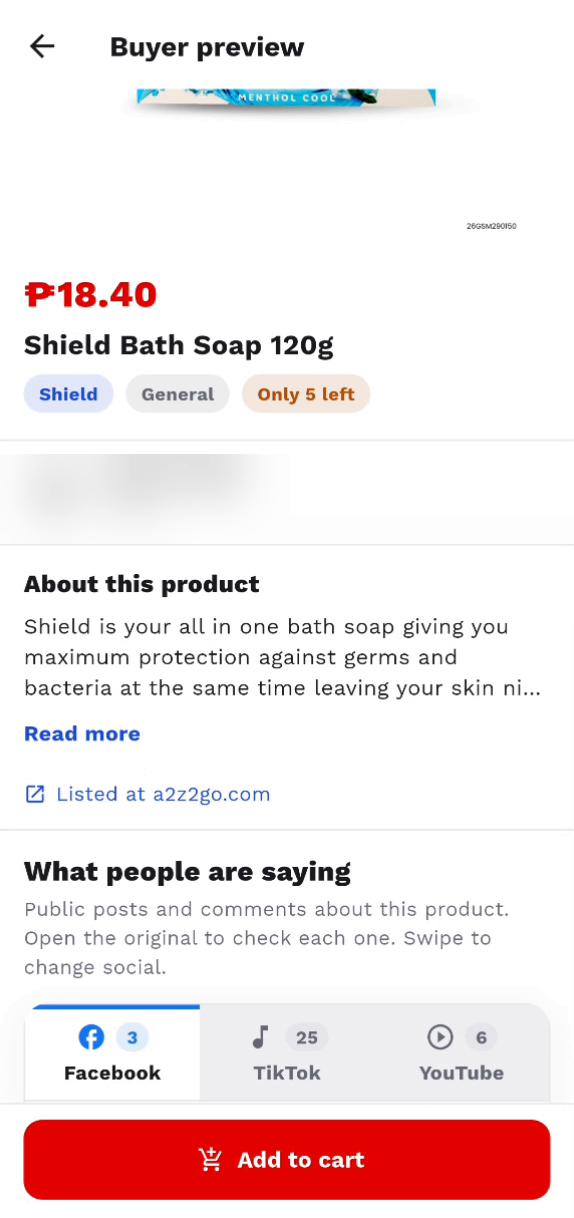 Buyer preview
MENTHOL COOL
26GSM290150
₱18.40
Shield Bath Soap 120g
Shield
General
Only 5 left
About this product
Shield is your all in one bath soap giving you
maximum protection against germs and
bacteria at the same time leaving your skin ni...
Read more
Listed at a2z2go.com
What people are saying
Public posts and comments about this product.
Open the original to check each one. Swipe to
change social.
3
Facebook
25
TikTok
6
YouTube
Add to cart